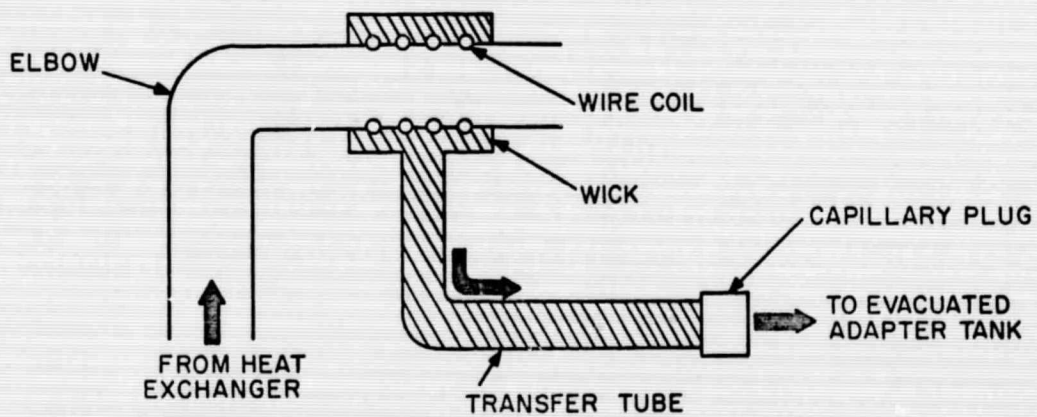 ELBOW
WIRE COIL
WICK
CAPILLARY PLUG
TO EVACUATED
ADAPTER TANK
FROM HEAT
EXCHANGER
TRANSFER TUBE